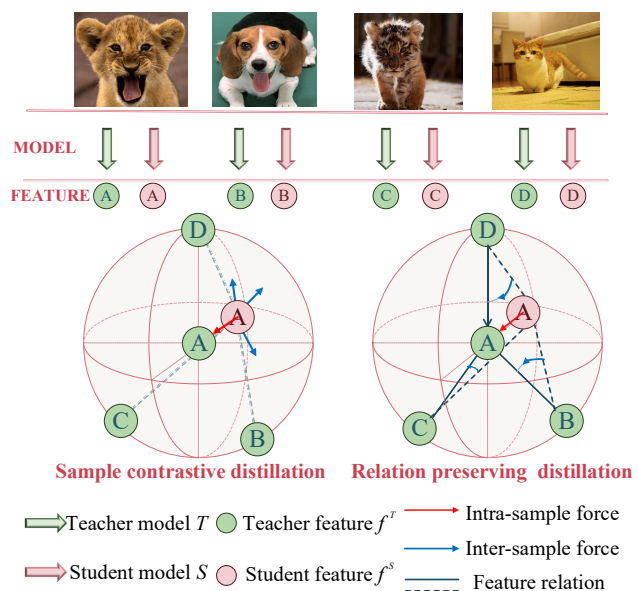 MODEL
FEATURE A A B B C C D D
D
A
A
C
B
D
A
A
C
B
Sample contrastive distillation
Relation preserving distillation
Teacher model T
Teacher feature f^T
Intra-sample force
Inter-sample force
Student model S
Student feature f^S
Feature relation